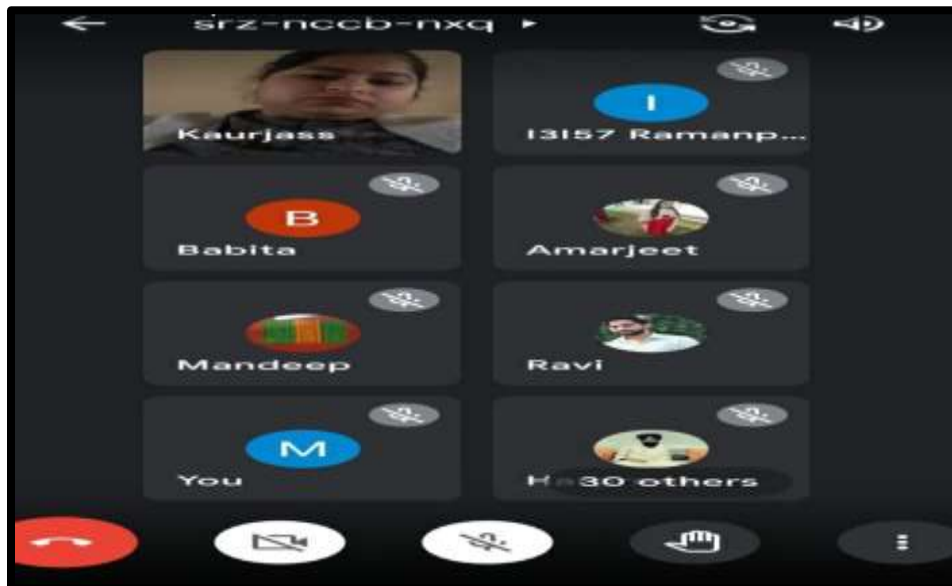 srz-nccb-nxq
Kaurjass
I
13157 Ramanp...
B
Babita
Amarjeet
Mandeep
Ravi
M
You
30 others